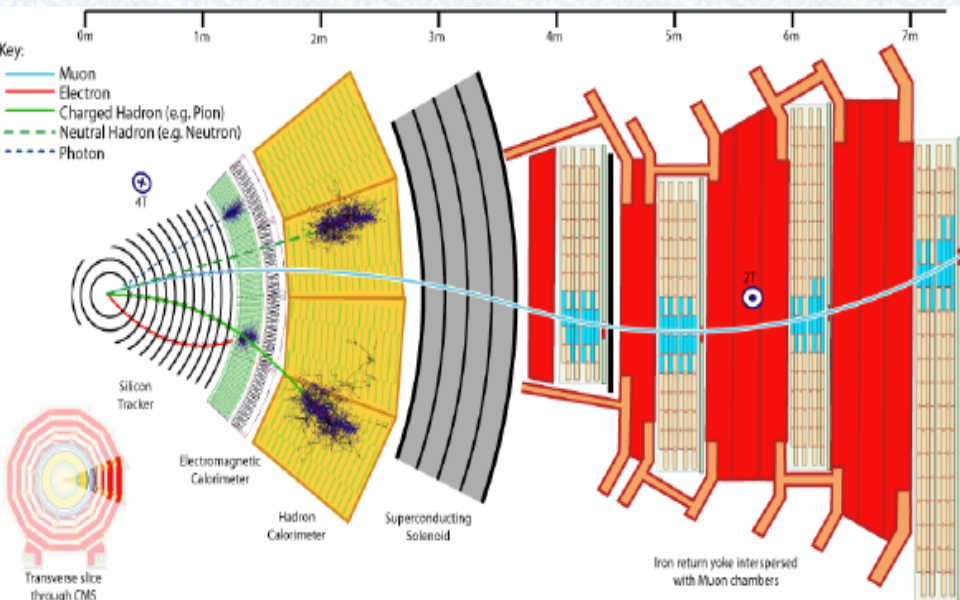 0m 1m 2m 3m 4m 5m 6m 7m
Key:
Muon
Electron
Charged Hadron (e.g. Pion)
Neutral Hadron (e.g. Neutron)
Photon
4T
2T
Silicon
Tracker
Electromagnetic
Calorimeter
Hadron
Calorimeter
Superconducting
Solenoid
Iron return yoke interspersed
with Muon chambers
Transverse slice
through CMS